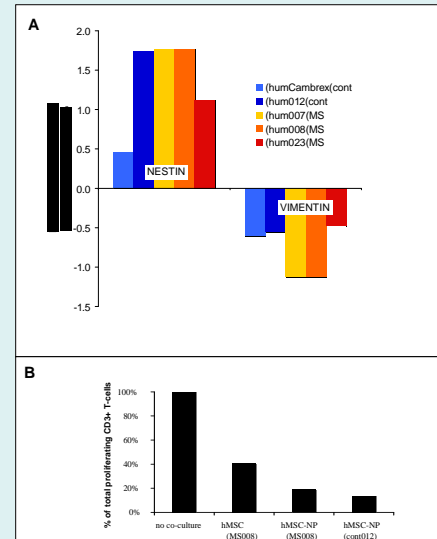 A
2.0
1.5
1.0
0.5
0.0
-0.5
-1.0
-1.5
(humCambrex(cont
(hum012(cont
(hum007(MS
(hum008(MS
(hum023(MS
NESTIN
VIMENTIN
B
% of total proliferating CD3+ T-cells
100%
80%
60%
40%
20%
0%
no co-culture
hMSC
(MS008)
hMSC-NP
(MS008)
hMSC-NP
(cont012)